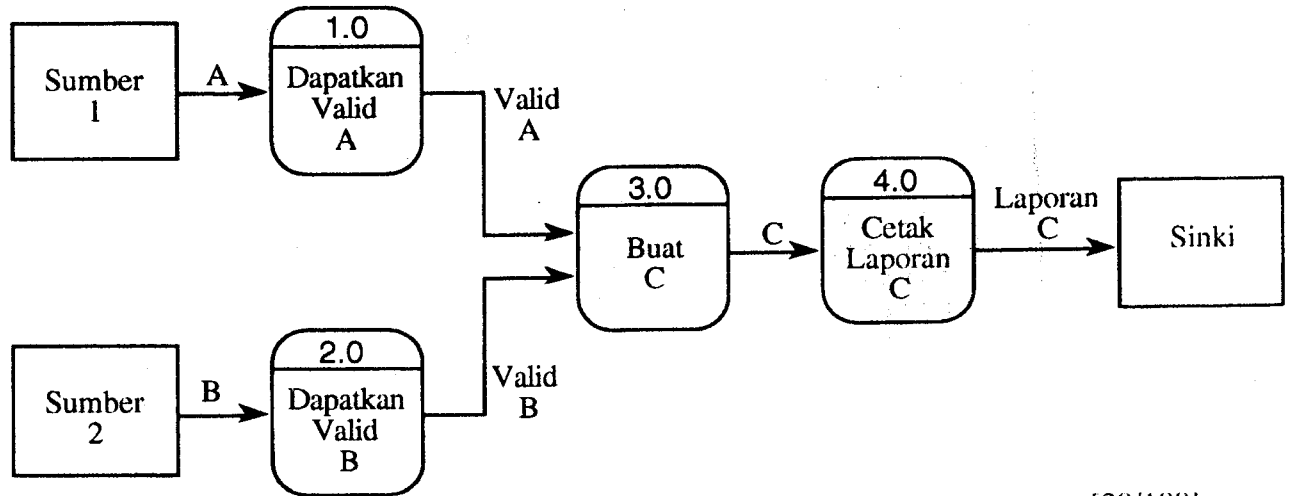 Sumber
1
A
1.0
Dapatkan
Valid
A
Valid
A
Sumber
2
B
2.0
Dapatkan
Valid
B
Valid
B
3.0
Buat
C
C
4.0
Cetak
Laporan
C
Laporan
C
Sinki